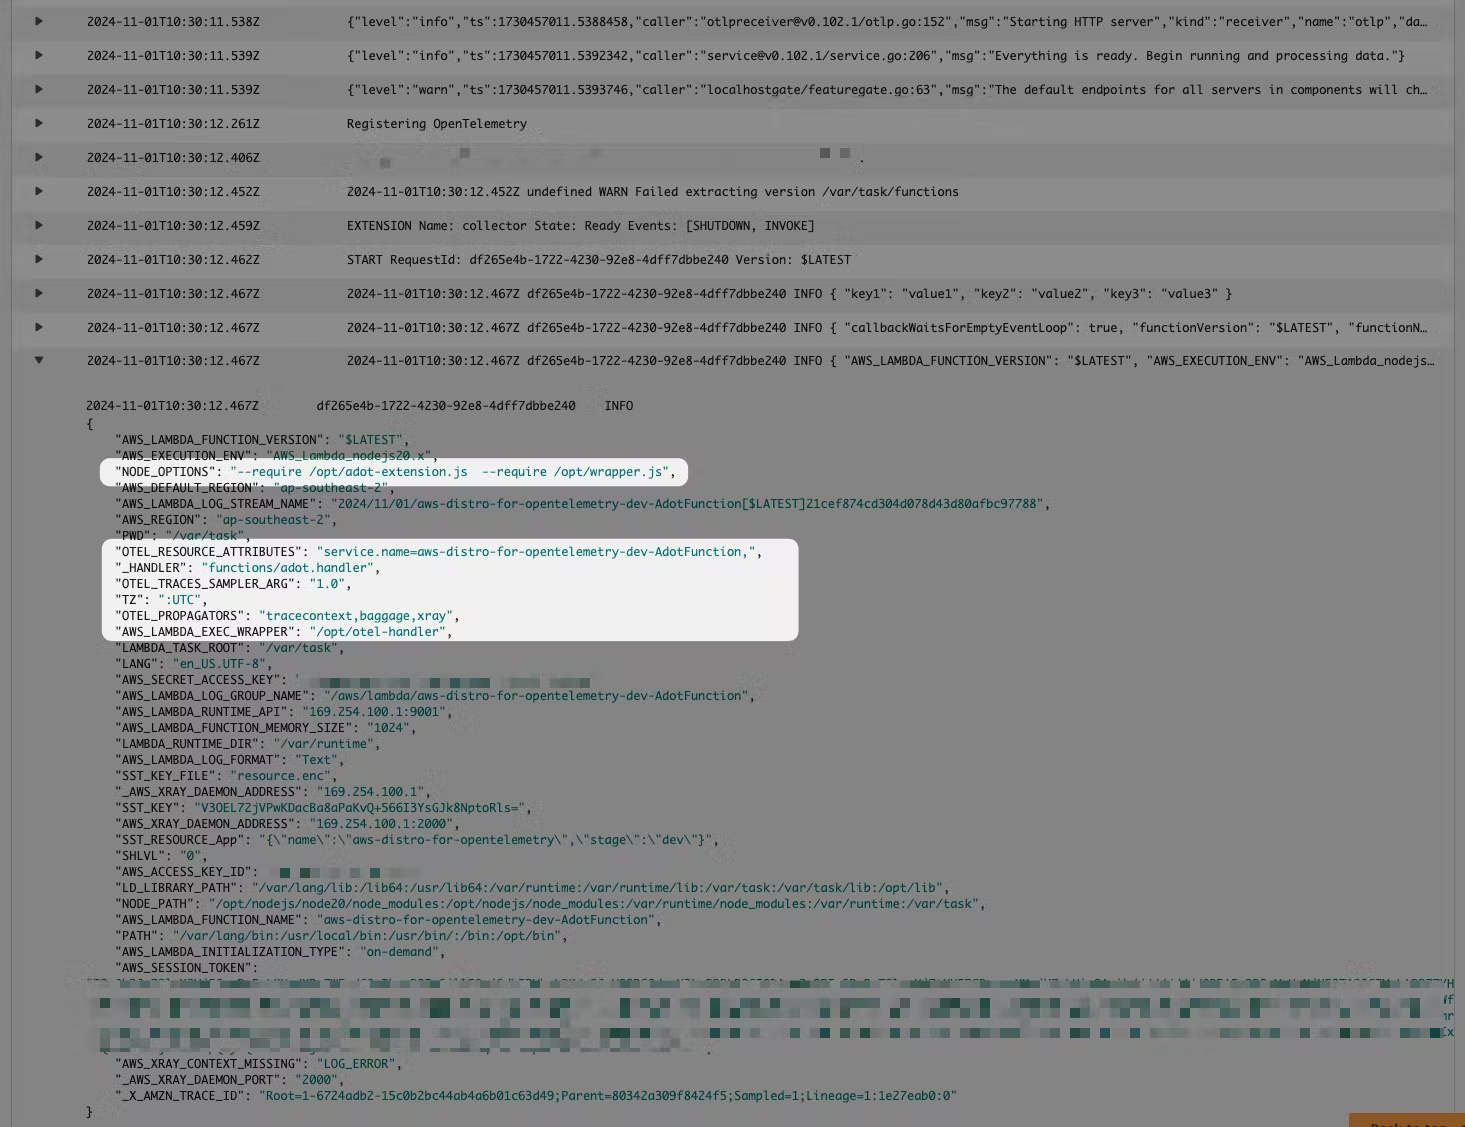 2024-11-01T10:30:11.538Z {"level":"info","ts":1730457011.5388458,"caller":"otlpreceiver@v0.102.1/otlp.go:152","msg":"Starting HTTP server","kind":"receiver","name":"otlp","da…
2024-11-01T10:30:11.539Z {"level":"info","ts":1730457011.5392342,"caller":"service@v0.102.1/service.go:206","msg":"Everything is ready. Begin running and processing data."}
2024-11-01T10:30:11.539Z {"level":"warn","ts":1730457011.5393746,"caller":"localhostgate/featuregate.go:63","msg":"The default endpoints for all servers in components will ch…
2024-11-01T10:30:12.261Z Registering OpenTelemetry
2024-11-01T10:30:12.406Z .
2024-11-01T10:30:12.452Z 2024-11-01T10:30:12.452Z undefined WARN Failed extracting version /var/task/functions
2024-11-01T10:30:12.459Z EXTENSION Name: collector State: Ready Events: [SHUTDOWN, INVOKE]
2024-11-01T10:30:12.462Z START RequestId: df265e4b-1722-4230-92e8-4dff7dbbe240 Version: $LATEST
2024-11-01T10:30:12.467Z 2024-11-01T10:30:12.467Z df265e4b-1722-4230-92e8-4dff7dbbe240 INFO { "key1": "value1", "key2": "value2", "key3": "value3" }
2024-11-01T10:30:12.467Z 2024-11-01T10:30:12.467Z df265e4b-1722-4230-92e8-4dff7dbbe240 INFO { "callbackWaitsForEmptyEventLoop": true, "functionVersion": "$LATEST", "functionN…
2024-11-01T10:30:12.467Z 2024-11-01T10:30:12.467Z df265e4b-1722-4230-92e8-4dff7dbbe240 INFO { "AWS_LAMBDA_FUNCTION_VERSION": "$LATEST", "AWS_EXECUTION_ENV": "AWS_Lambda_nodejs…
2024-11-01T10:30:12.467Z df265e4b-1722-4230-92e8-4dff7dbbe240 INFO
{
"AWS_LAMBDA_FUNCTION_VERSION": "$LATEST",
"AWS_EXECUTION_ENV": "AWS_Lambda_nodejs20.x",
"NODE_OPTIONS": "--require /opt/adot-extension.js  --require /opt/wrapper.js",
"AWS_DEFAULT_REGION": "ap-southeast-2",
"AWS_LAMBDA_LOG_STREAM_NAME": "2024/11/01/aws-distro-for-opentelemetry-dev-AdotFunction[$LATEST]21cef874cd304d078d43d80afbc97788",
"AWS_REGION": "ap-southeast-2",
"PWD": "/var/task",
"OTEL_RESOURCE_ATTRIBUTES": "service.name=aws-distro-for-opentelemetry-dev-AdotFunction,",
"_HANDLER": "functions/adot.handler",
"OTEL_TRACES_SAMPLER_ARG": "1.0",
"TZ": ":UTC",
"OTEL_PROPAGATORS": "tracecontext,baggage,xray",
"AWS_LAMBDA_EXEC_WRAPPER": "/opt/otel-handler",
"LAMBDA_TASK_ROOT": "/var/task",
"LANG": "en_US.UTF-8",
"AWS_SECRET_ACCESS_KEY": '
"AWS_LAMBDA_LOG_GROUP_NAME": "/aws/lambda/aws-distro-for-opentelemetry-dev-AdotFunction",
"AWS_LAMBDA_RUNTIME_API": "169.254.100.1:9001",
"AWS_LAMBDA_FUNCTION_MEMORY_SIZE": "1024",
"LAMBDA_RUNTIME_DIR": "/var/runtime",
"AWS_LAMBDA_LOG_FORMAT": "Text",
"SST_KEY_FILE": "resource.enc",
"_AWS_XRAY_DAEMON_ADDRESS": "169.254.100.1",
"SST_KEY": "V3OEL72jVPwKDacBa8aPaKvQ+566I3YsGJk8NptoRls=",
"AWS_XRAY_DAEMON_ADDRESS": "169.254.100.1:2000",
"SST_RESOURCE_App": "{\"name\":\"aws-distro-for-opentelemetry\",\"stage\":\"dev\"}",
"SHLVL": "0",
"AWS_ACCESS_KEY_ID":
"LD_LIBRARY_PATH": "/var/lang/lib:/lib64:/usr/lib64:/var/runtime:/var/runtime/lib:/var/task:/var/task/lib:/opt/lib",
"NODE_PATH": "/opt/nodejs/node20/node_modules:/opt/nodejs/node_modules:/var/runtime/node_modules:/var/runtime:/var/task",
"AWS_LAMBDA_FUNCTION_NAME": "aws-distro-for-opentelemetry-dev-AdotFunction",
"PATH": "/var/lang/bin:/usr/local/bin:/usr/bin/:/bin:/opt/bin",
"AWS_LAMBDA_INITIALIZATION_TYPE": "on-demand",
"AWS_SESSION_TOKEN":
"AWS_XRAY_CONTEXT_MISSING": "LOG_ERROR",
"_AWS_XRAY_DAEMON_PORT": "2000",
"_X_AMZN_TRACE_ID": "Root=1-6724adb2-15c0b2bc44ab4a6b01c63d49;Parent=80342a309f8424f5;Sampled=1;Lineage=1:1e27eab0:0"
}